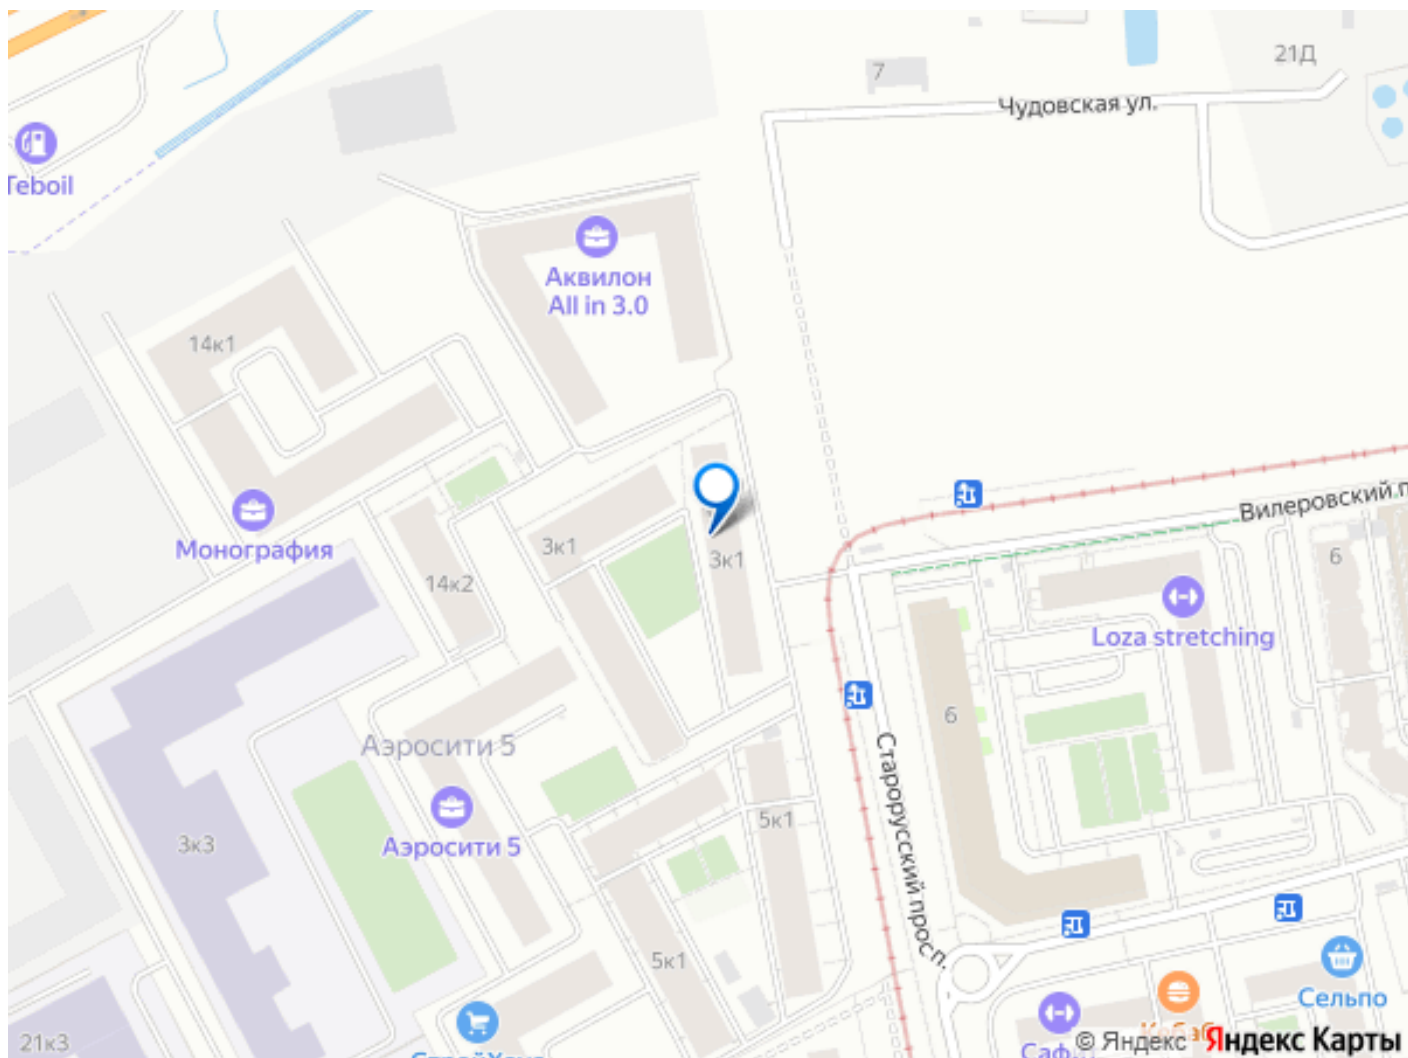 21Д
7
Чудовская ул.
Teboil
Аквилон
All in 3.0
14к1
Вилеровский п
Монография
3к1
3к1
6
14к2
Loza stretching
6
Аэросити 5
Старорусский просп.
5к1
3к3
Аэросити 5
5к1
Сельпо
21к3
© Яндекс Яндекс Карты